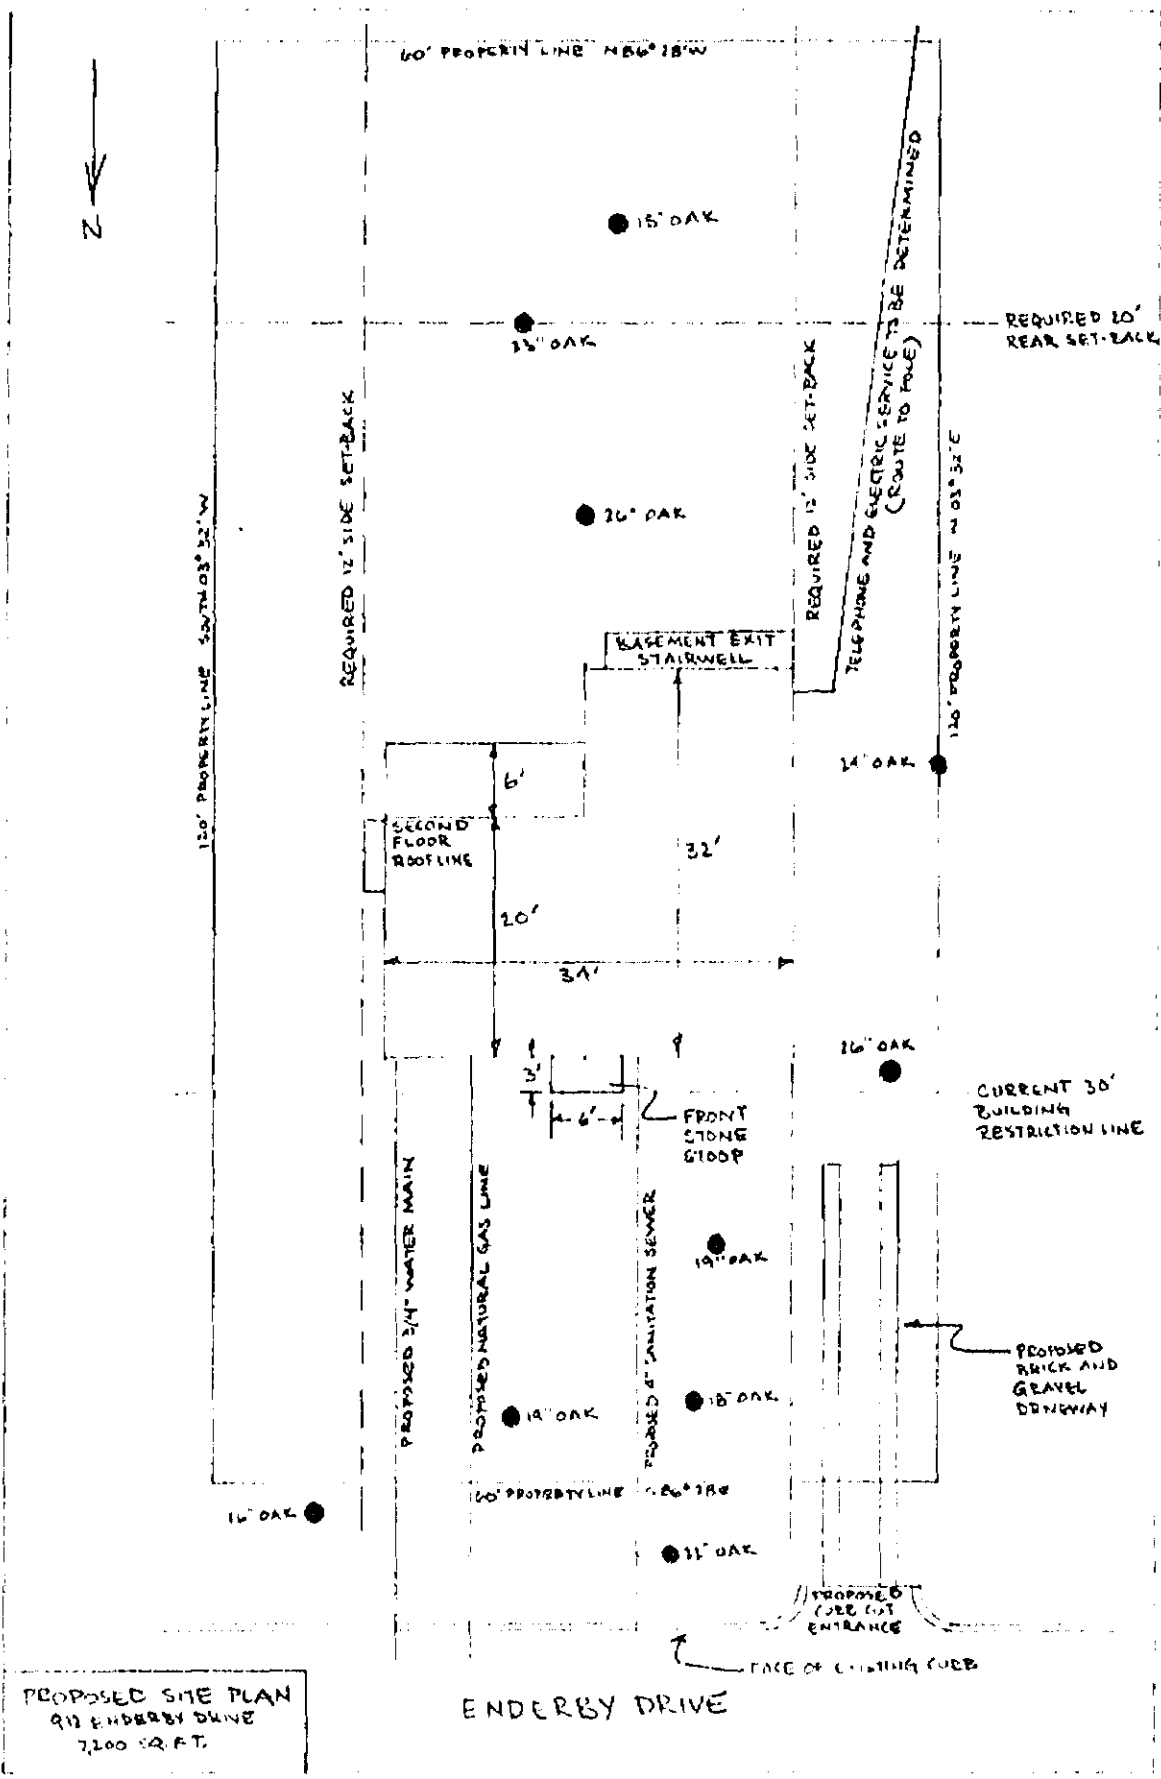 60' PROPERTY LINE N86°28'W
N
15" OAK
REQUIRED 20'
REAR SET-BACK
33" OAK
TELEPHONE AND ELECTRIC SERVICE TO BE DETERMINED
(ROUTE TO POLE)
REQUIRED 12' SIDE SET-BACK
REQUIRED 12' SIDE SET-BACK
120' PROPERTY LINE SOUTH 03° 32' W
120' PROPERTY LINE N 03° 32' E
26" OAK
BASEMENT EXIT
STAIRWELL
24" OAK
6'
SECOND
FLOOR
ROOFLINE
32'
20'
34'
26" OAK
3'
6'
FRONT
STONE
STOOP
CURRENT 30'
BUILDING
RESTRICTION LINE
PROPOSED 3/4" WATER MAIN
PROPOSED NATURAL GAS LINE
PROPOSED 4" SANITATION SEWER
19" OAK
PROPOSED
BRICK AND
GRAVEL
DRIVEWAY
18" OAK
19" OAK
60' PROPERTY LINE S86° 28'E
16" OAK
22" OAK
PROPOSED
CURB CUT
ENTRANCE
FACE OF EXISTING CURB
ENDERBY DRIVE
PROPOSED SITE PLAN
912 ENDERBY DRIVE
7,200 SQ. FT.